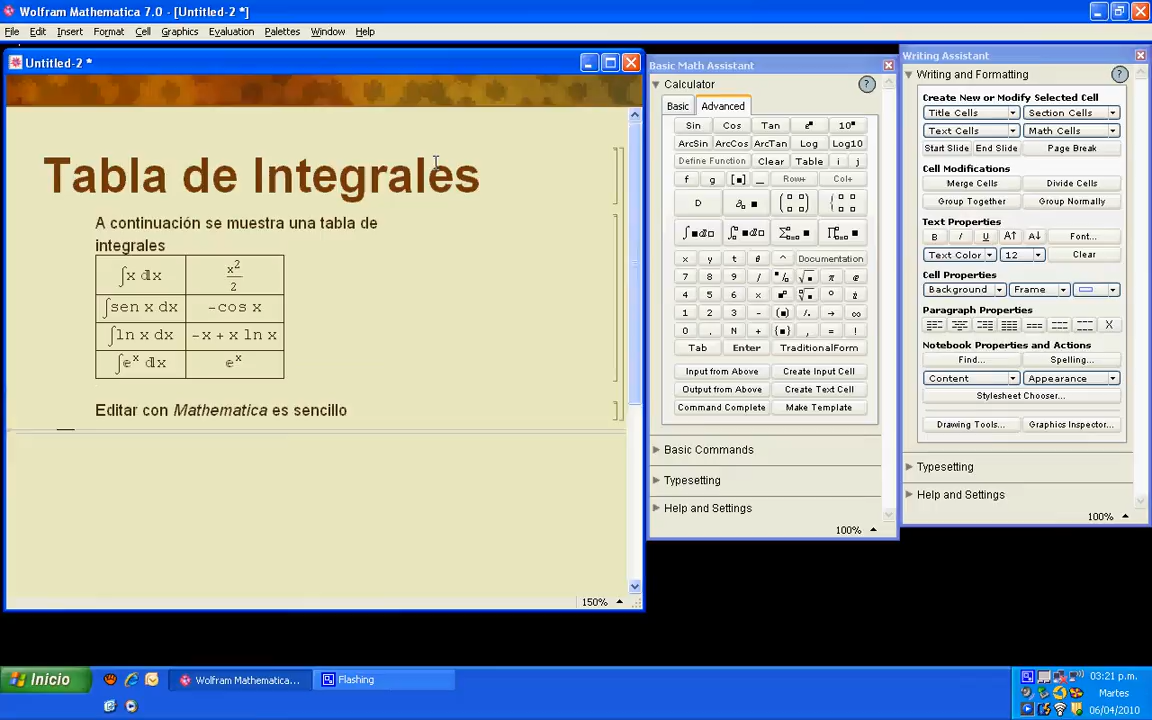 Wolfram Mathematica 7.0 - [Untitled-2 *]
File Edit Insert Format Cell Graphics Evaluation Palettes Window Help
Untitled-2 *
Tabla de Integrales
A continuación se muestra una tabla de
integrales
∫x ⅆx x²/2
∫sen x dx -cos x
∫ln x dx -x + x ln x
∫ⅇˣ ⅆx ⅇˣ
Editar con Mathematica es sencillo
150%
Basic Math Assistant
Calculator ?
Basic Advanced
Sin Cos Tan ⅇ■ 10■
ArcSin ArcCos ArcTan Log Log10
Define Function Clear Table i j
f g [■] _ Row+ Col+
D
∫■ⅆ□ ∫■ⅆ□ Σ■ Π■
x y t θ ^ Documentation
7 8 9 / √■ π ⅇ
4 5 6 × ° 
1 2 3 - (■) /. → ∞
0 . N + {■} , = !
Tab Enter TraditionalForm
Input from Above Create Input Cell
Output from Above Create Text Cell
Command Complete Make Template
Basic Commands
Typesetting
Help and Settings
100%
Writing Assistant
Writing and Formatting ?
Create New or Modify Selected Cell
Title Cells Section Cells
Text Cells Math Cells
Start Slide End Slide Page Break
Cell Modifications
Merge Cells Divide Cells
Group Together Group Normally
Text Properties
B I U A↑ A↓ Font...
Text Color 12 Clear
Cell Properties
Background Frame
Paragraph Properties
X
Notebook Properties and Actions
Find... Spelling...
Content Appearance
Stylesheet Chooser...
Drawing Tools... Graphics Inspector...
Typesetting
Help and Settings
100%
Inicio Wolfram Mathematica... Flashing
03:21 p.m.
Martes
06/04/2010